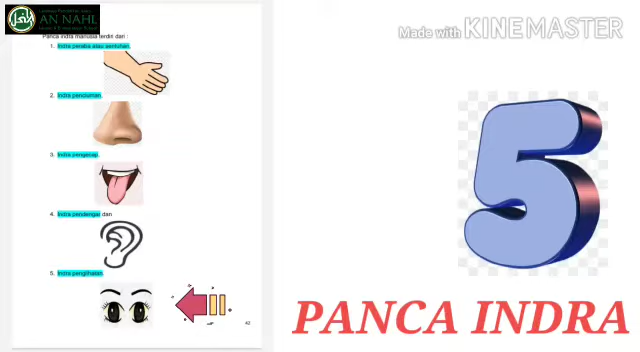 AN NAHL
Panca indra manusia terdiri dari :
1. Indra peraba atau sentuhan.
2. Indra penciuman.
3. Indra pengecap.
4. Indra pendengar dan
5. Indra penglihatan.
42
Made with KINEMASTER
5
PANCA INDRA